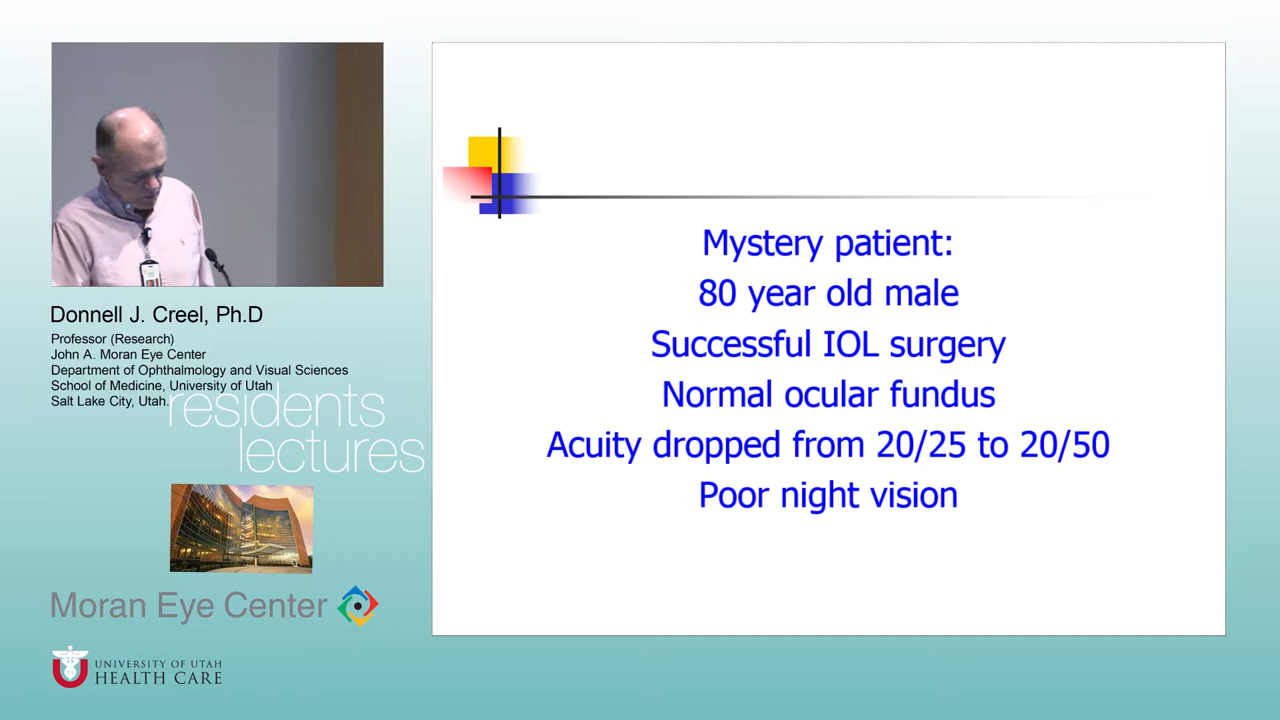 Donnell J. Creel, Ph.D
Professor (Research)
John A. Moran Eye Center
Department of Ophthalmology and Visual Sciences
School of Medicine, University of Utah
Salt Lake City, Utah.
residents
lectures
Moran Eye Center
UNIVERSITY OF UTAH
HEALTH CARE
Mystery patient:
80 year old male
Successful IOL surgery
Normal ocular fundus
Acuity dropped from 20/25 to 20/50
Poor night vision